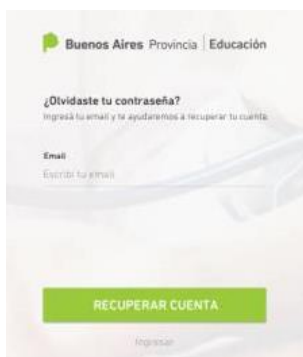 Buenos Aires Provincia | Educación
¿Olvidaste tu contraseña?
Ingresá tu email y te ayudaremos a recuperar tu cuenta.
Email
Escribí tu email
RECUPERAR CUENTA
Ingresar